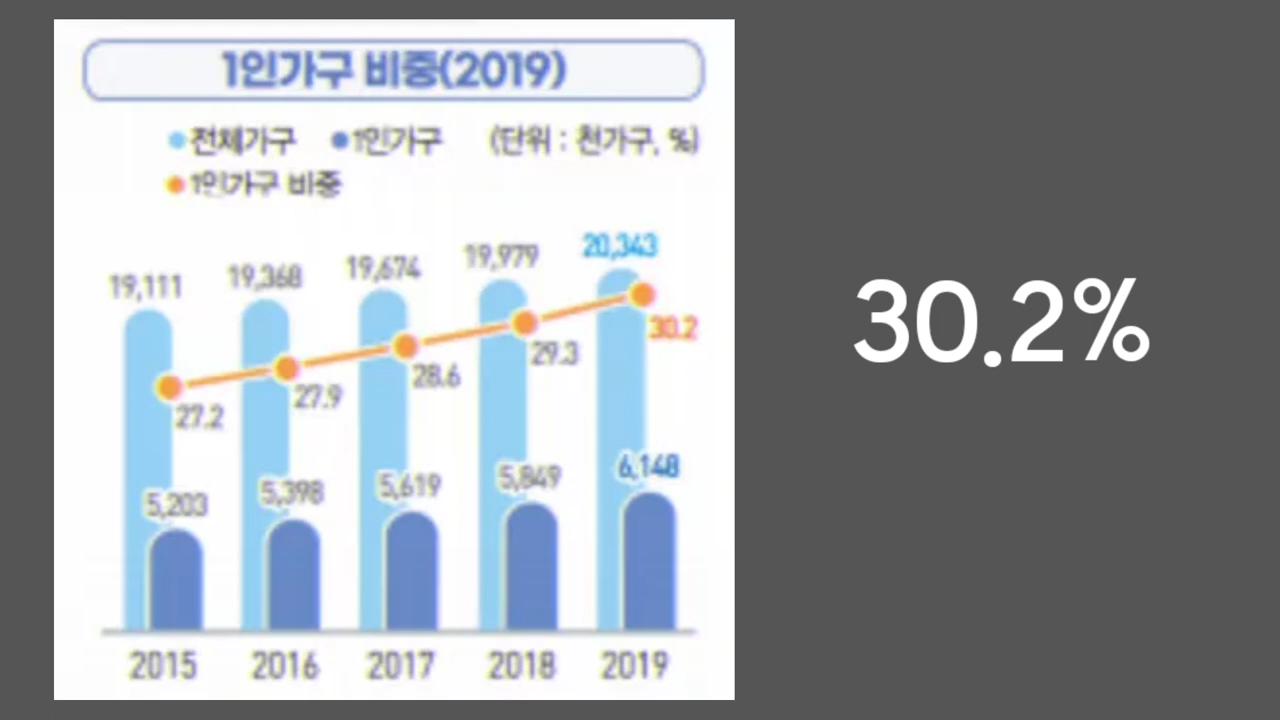 1인가구 비중(2019)
전체가구 1인가구 (단위 : 천가구, %)
1인가구 비중
19,111 19,368 19,674 19,979 20,343
27.2 27.9 28.6 29.3 30.2
5,203 5,398 5,619 5,849 6,148
2015 2016 2017 2018 2019
30.2%